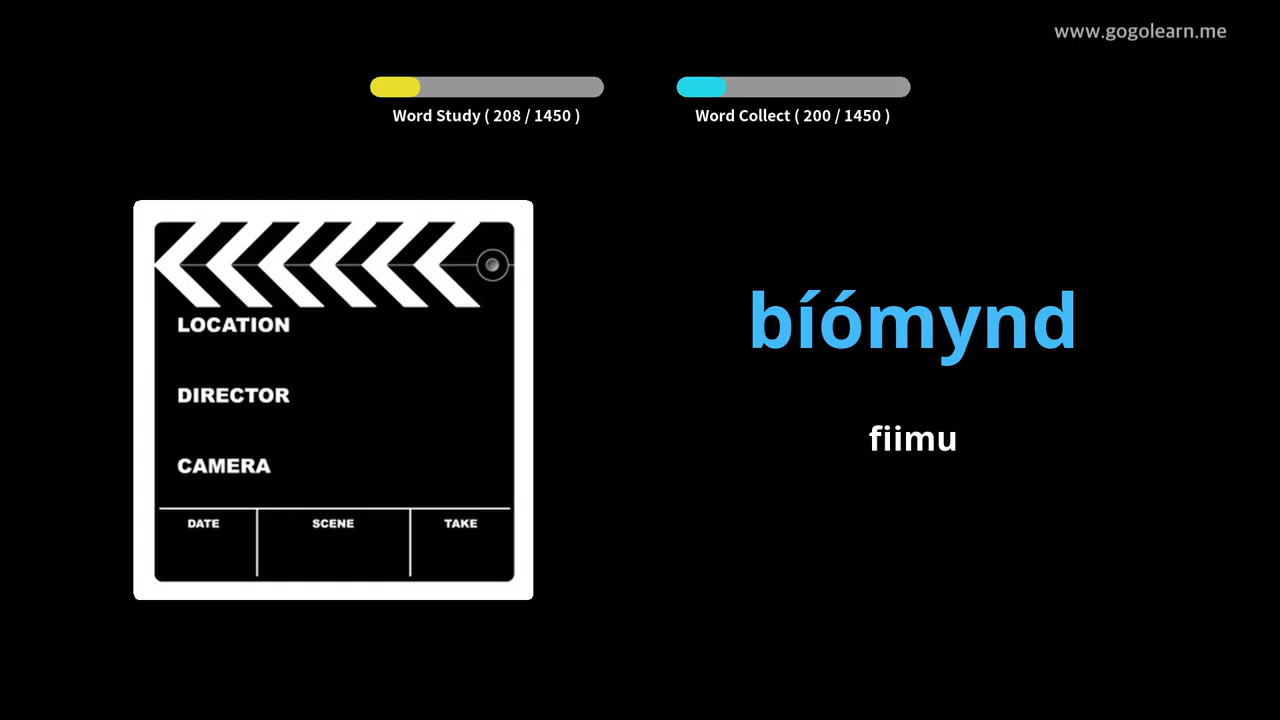 www.gogolearn.me
Word Study ( 208 / 1450 )
Word Collect ( 200 / 1450 )
LOCATION
DIRECTOR
CAMERA
DATE
SCENE
TAKE
bíómynd
fiimu